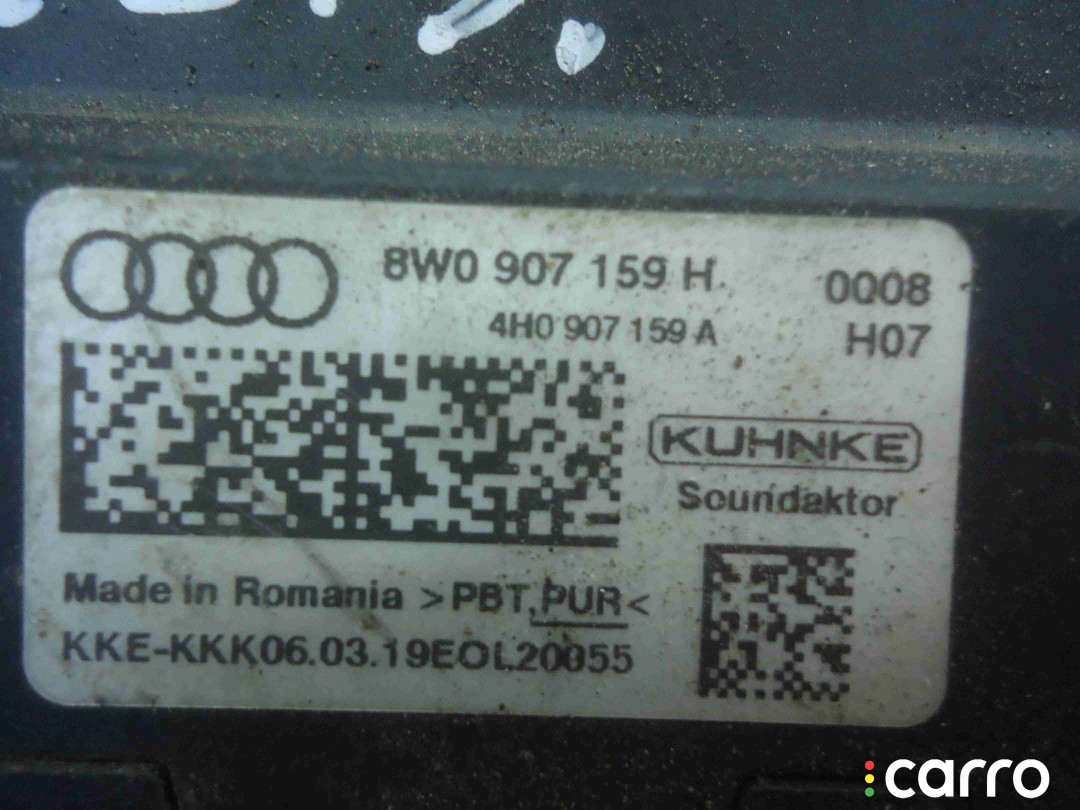 8W0 907 159 H 0008
4H0 907 159 A H07
KUHNKE
Soundaktor
Made in Romania >PBT,PUR<
KKE-KKK06.03.19EOL20055
carro